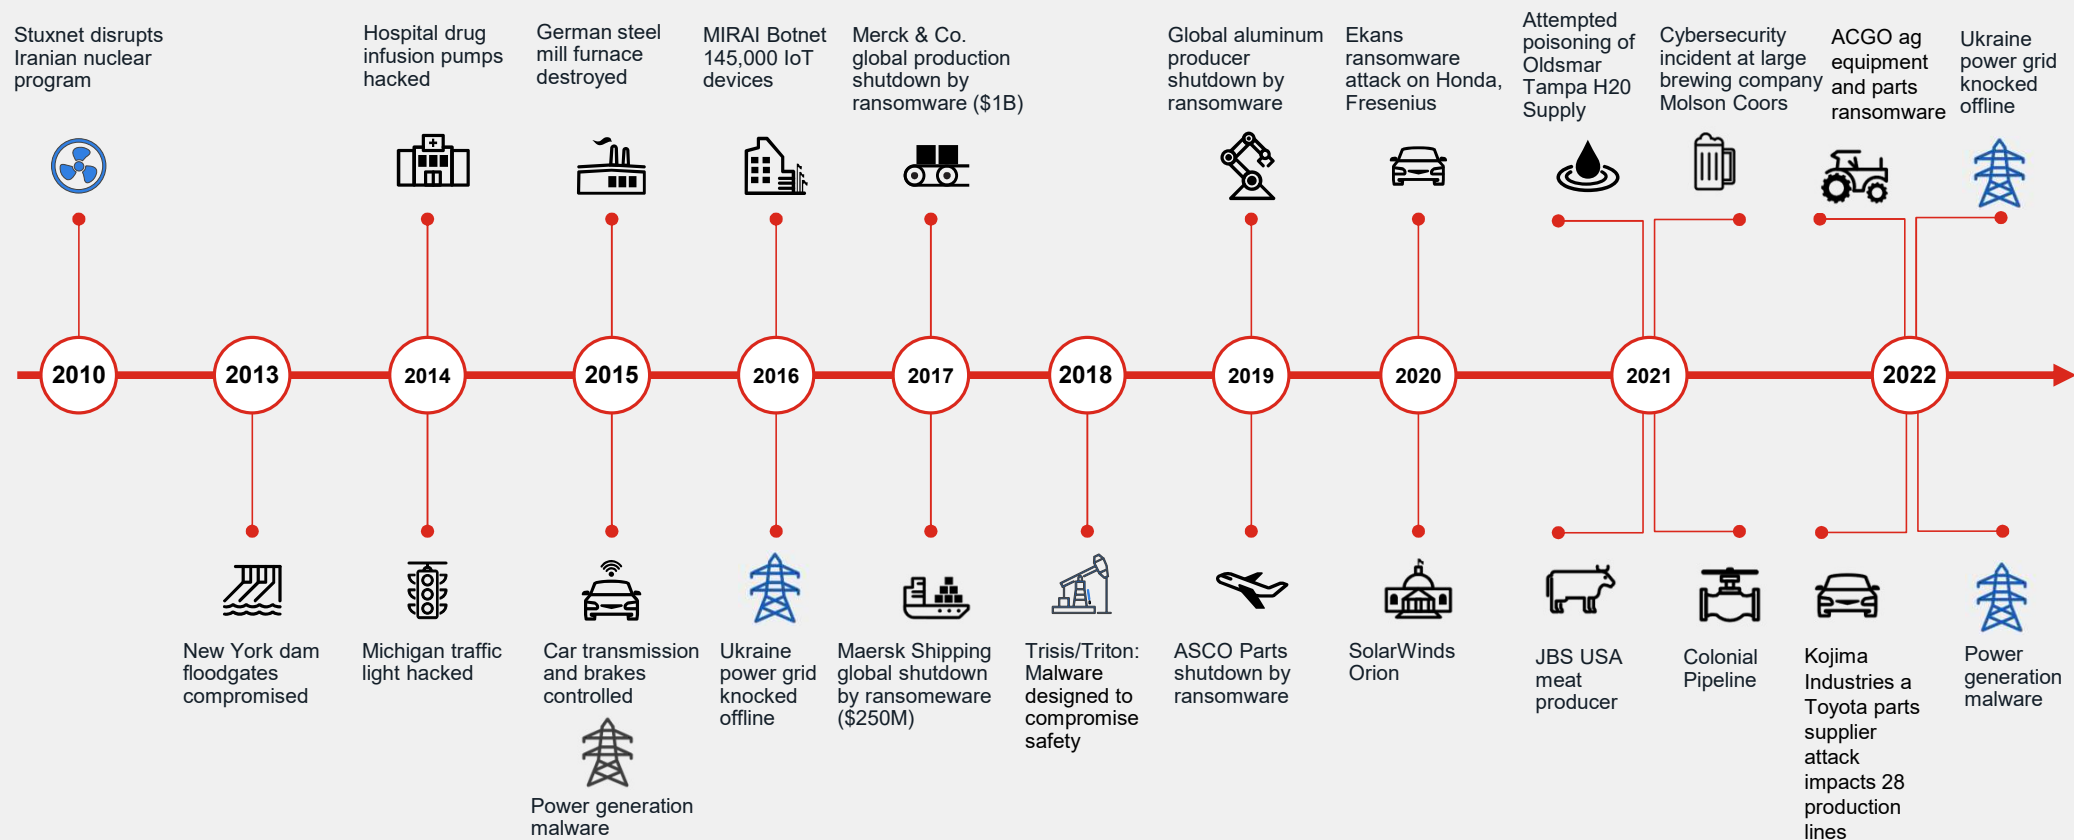 Stuxnet disrupts
Iranian nuclear
program
Hospital drug
infusion pumps
hacked
German steel
mill furnace
destroyed
MIRAI Botnet
145,000 IoT
devices
Merck & Co.
global production
shutdown by
ransomware ($1B)
Global aluminum
producer
shutdown by
ransomware
Ekans
ransomware
attack on Honda,
Fresenius
Attempted
poisoning of
Oldsmar
Tampa H20
Supply
Cybersecurity
incident at large
brewing company
Molson Coors
ACGO ag
equipment
and parts
ransomware
Ukraine
power grid
knocked
offline
2010
2013
2014
2015
2016
2017
2018
2019
2020
2021
2022
New York dam
floodgates
compromised
Michigan traffic
light hacked
Car transmission
and brakes
controlled
Power generation
malware
Ukraine
power grid
knocked
offline
Maersk Shipping
global shutdown
by ransomeware
($250M)
Trisis/Triton:
Malware
designed to
compromise
safety
ASCO Parts
shutdown by
ransomware
SolarWinds
Orion
JBS USA
meat
producer
Colonial
Pipeline
Kojima
Industries a
Toyota parts
supplier
attack
impacts 28
production
lines
Power
generation
malware